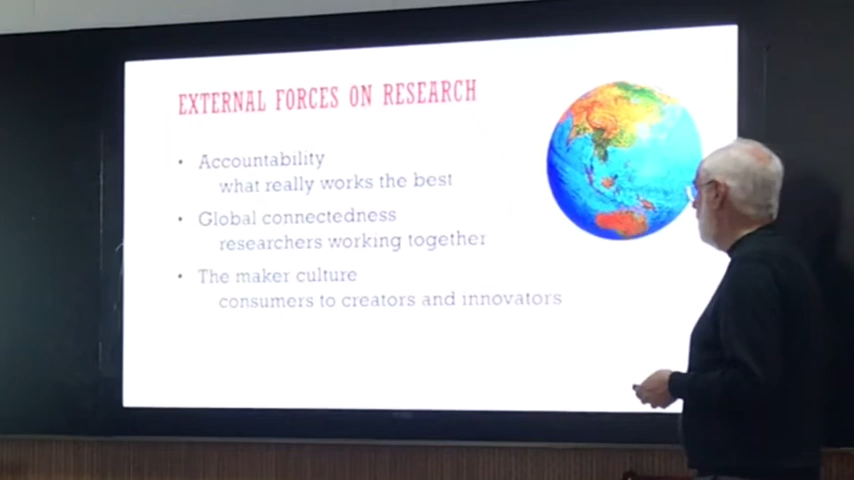 EXTERNAL FORCES ON RESEARCH
• Accountability
what really works the best
• Global connectedness
researchers working together
• The maker culture
consumers to creators and innovators